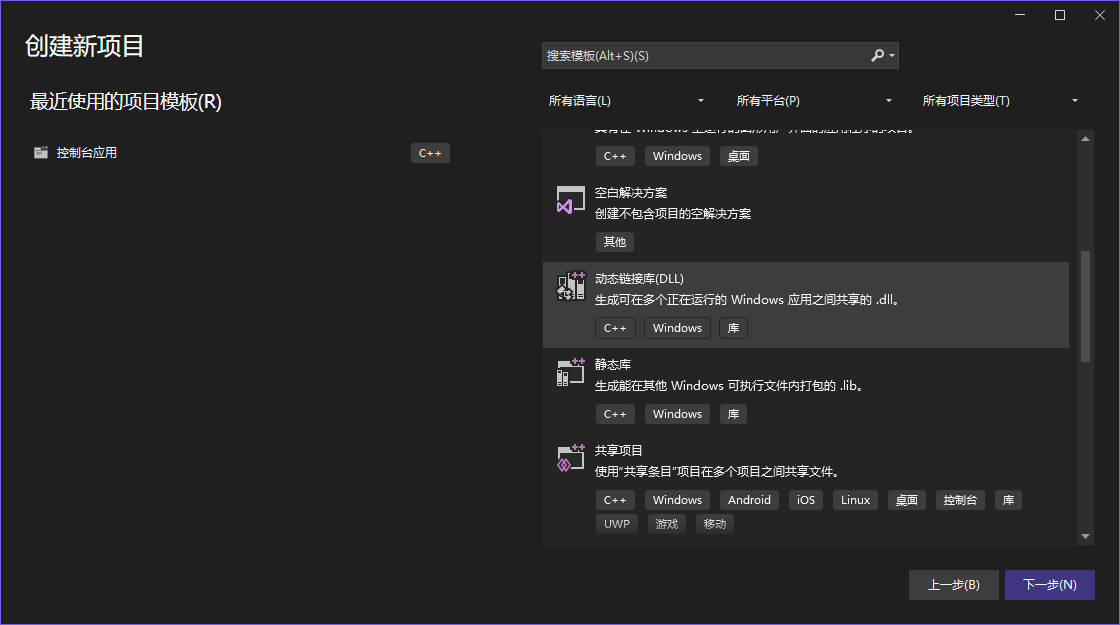 创建新项目
最近使用的项目模板(R)
控制台应用
C++
搜索模板(Alt+S)(S)
所有语言(L)
所有平台(P)
所有项目类型(T)
C++ Windows 桌面
空白解决方案
创建不包含项目的空解决方案
其他
动态链接库(DLL)
生成可在多个正在运行的 Windows 应用之间共享的 .dll。
C++ Windows 库
静态库
生成能在其他 Windows 可执行文件内打包的 .lib。
C++ Windows 库
共享项目
使用"共享条目"项目在多个项目之间共享文件。
C++ Windows Android iOS Linux 桌面 控制台 库
UWP 游戏 移动
上一步(B)
下一步(N)